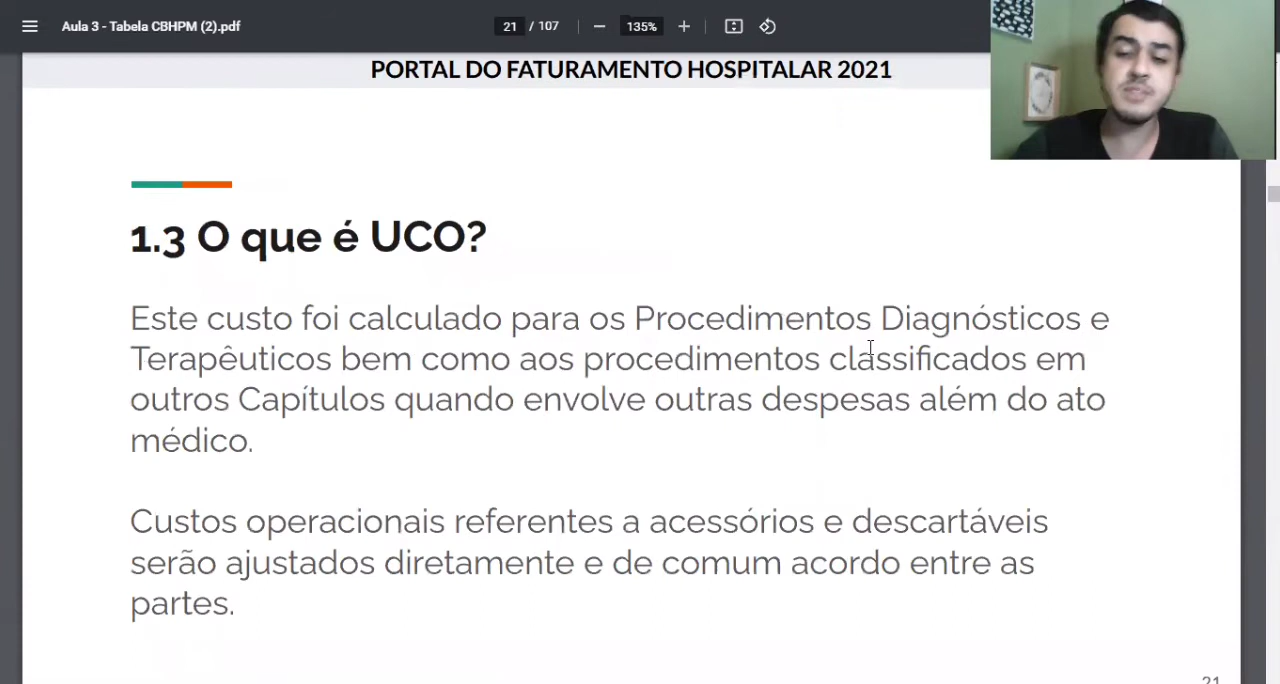 Aula 3 - Tabela CBHPM (2).pdf
21 / 107
135%
PORTAL DO FATURAMENTO HOSPITALAR 2021
1.3 O que é UCO?
Este custo foi calculado para os Procedimentos Diagnósticos e
Terapêuticos bem como aos procedimentos classificados em
outros Capítulos quando envolve outras despesas além do ato
médico.
Custos operacionais referentes a acessórios e descartáveis
serão ajustados diretamente e de comum acordo entre as
partes.
21